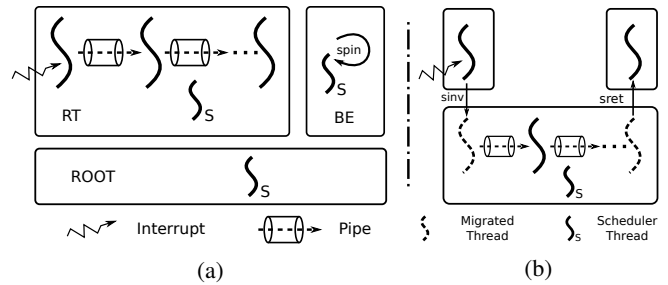 spin
S
S
RT
BE
ROOT
S
Interrupt
Pipe
(a)
sinv
sret
S
Migrated
Thread
S
Scheduler
Thread
(b)